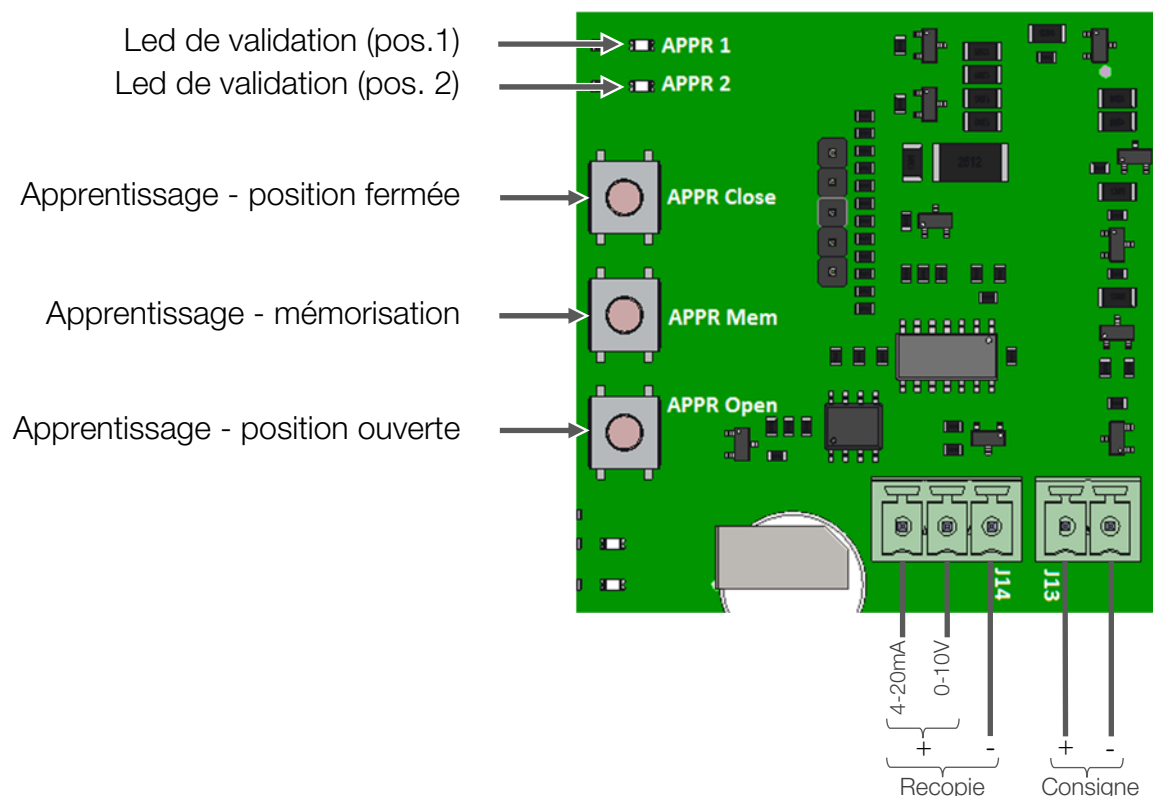 Led de validation (pos.1)
APPR 1
Led de validation (pos. 2)
APPR 2
Apprentissage - position fermée
APPR Close
Apprentissage - mémorisation
APPR Mem
Apprentissage - position ouverte
APPR Open
2612
J14
J13
4-20mA
0-10V
+
-
+
-
Recopie
Consigne